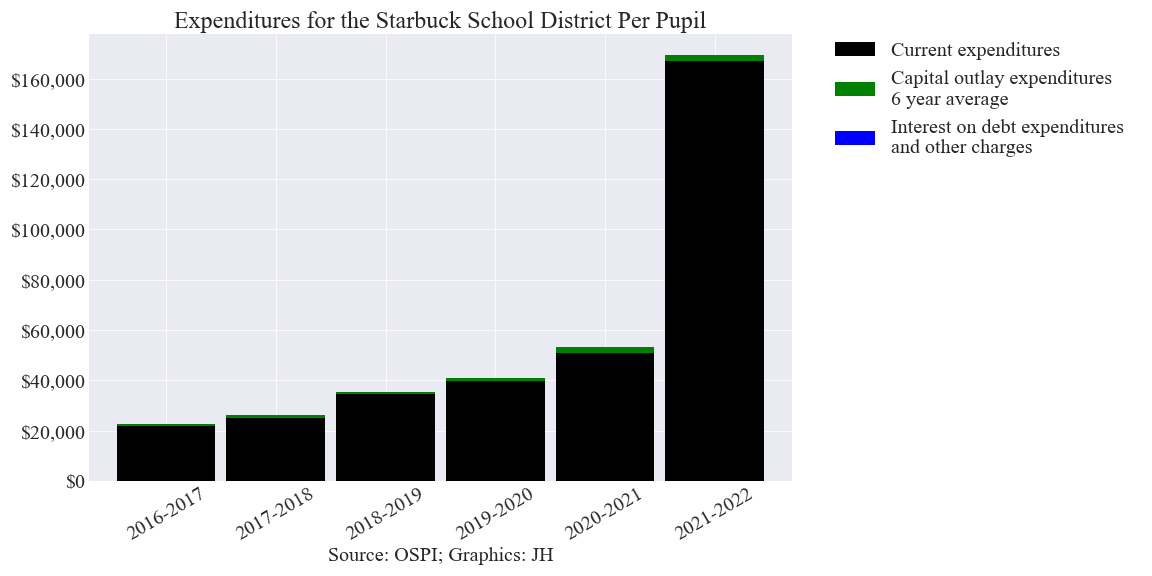 Expenditures for the Starbuck School District Per Pupil
Current expenditures
Capital outlay expenditures
6 year average
Interest on debt expenditures
and other charges
$160,000
$140,000
$120,000
$100,000
$80,000
$60,000
$40,000
$20,000
$0
2016-2017
2017-2018
2018-2019
2019-2020
2020-2021
2021-2022
Source: OSPI; Graphics: JH